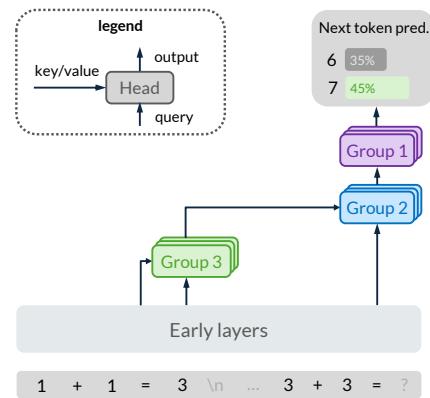 legend
output
key/value
Head
query
Next token pred.
6 35%
7 45%
Group 1
Group 2
Group 3
Early layers
1 + 1 = 3 \n ... 3 + 3 = ?